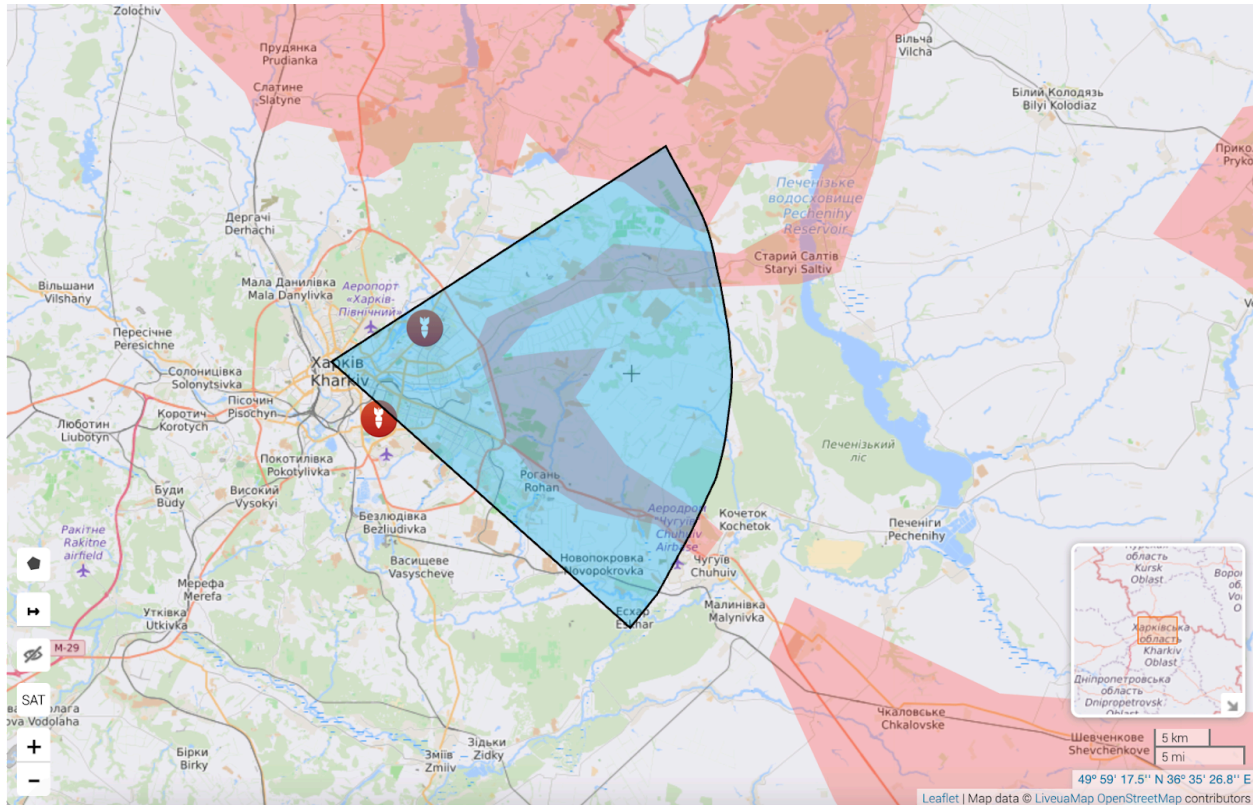 Zolochiv
Прудянка
Prudianka
Слатине
Slatyne
Вільча
Vilcha
Білий Колодязь
Bilyi Kolodiaz
Печенізьке
водосховище
Pechenihy
Reservoir
Дергачі
Derhachi
Старий Салтів
Staryi Saltiv
Мала Данилівка
Mala Danylivka
Аеропорт
«Харків-
Північний»
Вільшани
Vilshany
Пересічне
Peresichne
Солоницівка
Solonytsivka
Харків
Kharkiv
Пісочин
Pisochyn
Коротич
Korotych
Люботин
Liubotyn
Покотилівка
Pokotylivka
Печенізький
ліс
Рогань
Rohan
Буди
Budy
Високий
Vysokyi
Безлюдівка
Bezliudivka
Аеродром
"Чугуїв"
Chuhuiv
Airbase
Кочеток
Kochetok
Печеніги
Pechenihy
Ракітне
Rakitne
airfield
Васищеве
Vasyscheve
Новопокровка
Novopokrovka
Чугуїв
Chuhuiv
Мерефа
Merefa
Утківка
Utkivka
Есхар
Eskhar
Малинівка
Malynivka
M-29
Курская
область
Kursk
Oblast
Харківська
область
Kharkiv
Oblast
Дніпропетровська
область
Dnipropetrovsk
SAT
Чкаловське
Chkalovske
Шевченкове
Shevchenkove
5 km
5 mi
Зідьки
Zidky
Зміїв
Zmiiv
Бірки
Birky
+
−
49° 59' 17.5'' N 36° 35' 26.8'' E
Leaflet | Map data © LiveuaMap OpenStreetMap contributors